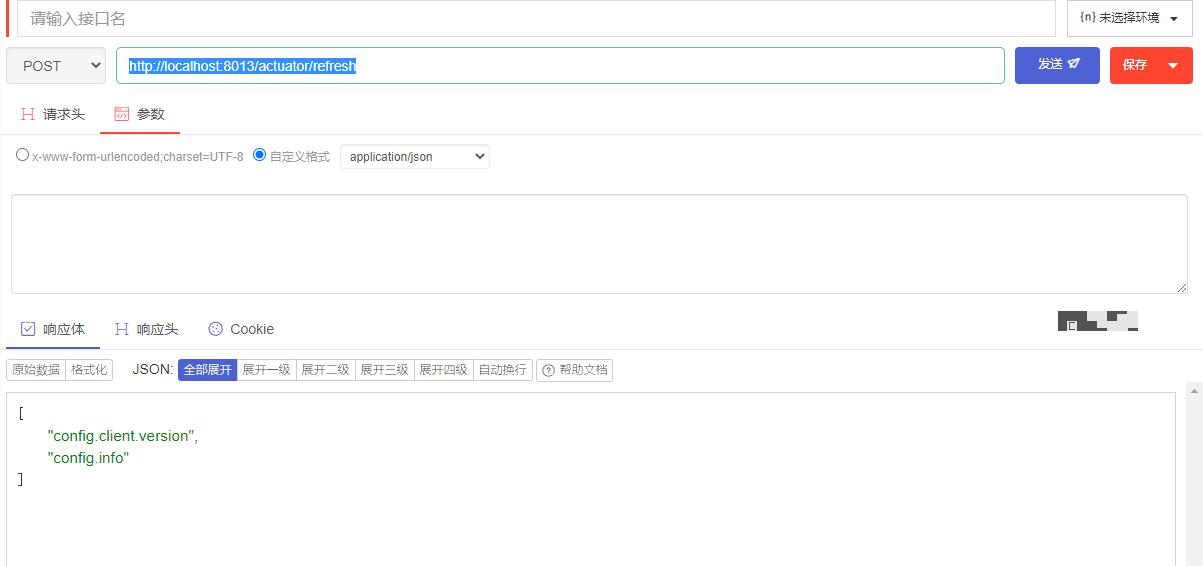 请输入接口名
{n} 未选择环境
POST http://localhost:8013/actuator/refresh 发送 保存
请求头 参数
x-www-form-urlencoded;charset=UTF-8 自定义格式 application/json
响应体 响应头 Cookie
原始数据 格式化 JSON: 全部展开 展开一级 展开二级 展开三级 展开四级 自动换行 帮助文档
[
"config.client.version",
"config.info"
]